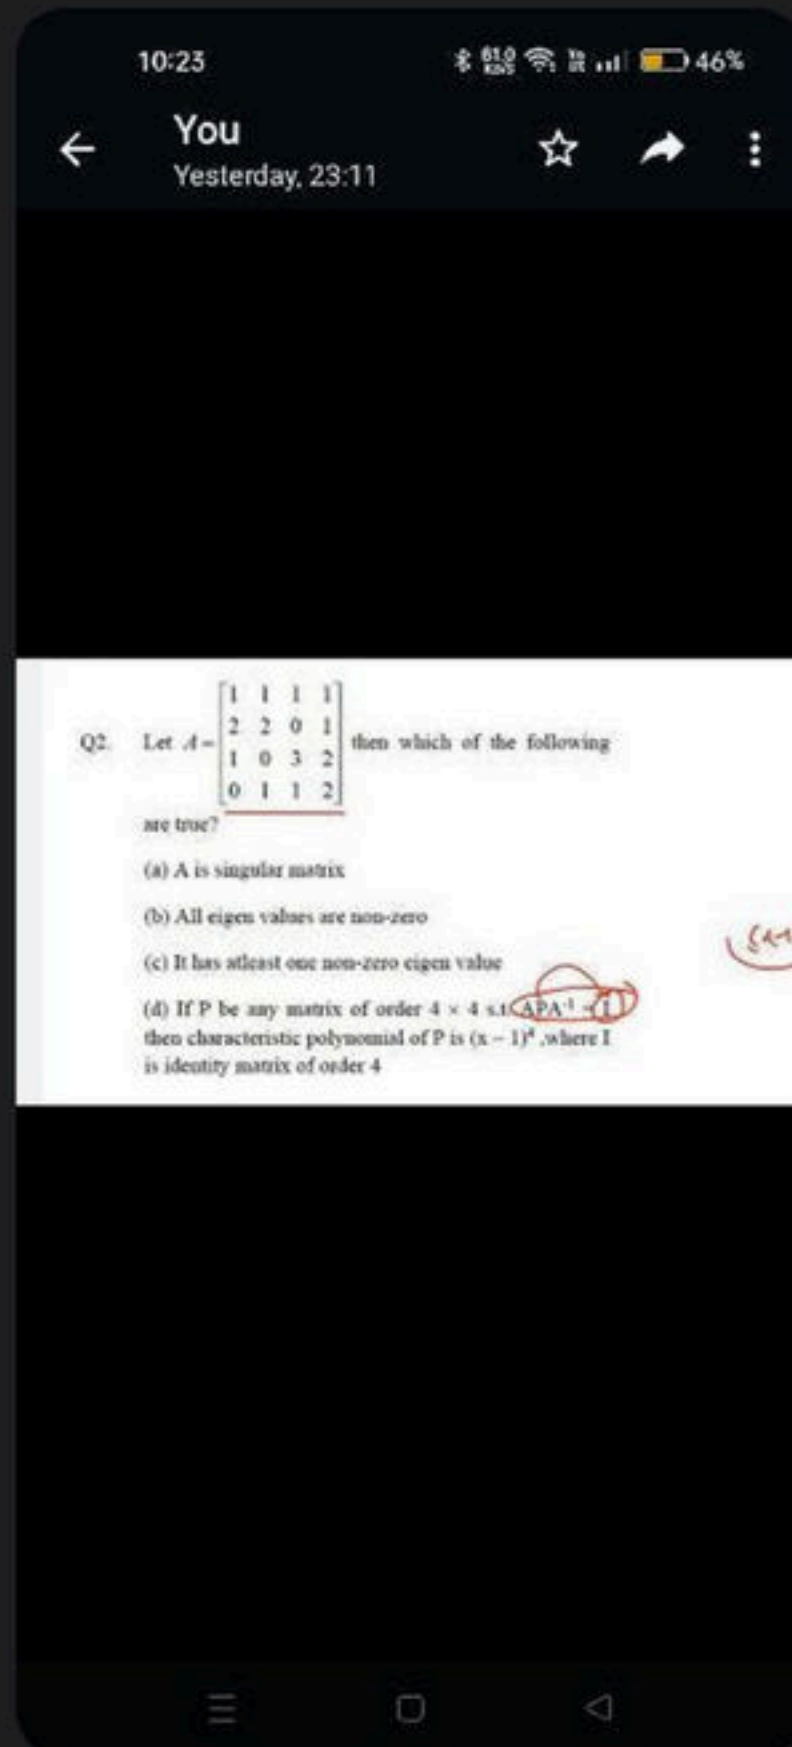 10:23
61.0 KB/S
46%
You
Yesterday, 23:11
Q2. Let A = [1 1 1 1
2 2 0 1
1 0 3 2
0 1 1 2] then which of the following
are true?
(a) A is singular matrix
(b) All eigen values are non-zero
(c) It has atleast one non-zero eigen value
(d) If P be any matrix of order 4 × 4 s.t. APA⁻¹ = I
then characteristic polynomial of P is (x – 1)⁴ ,where I
is identity matrix of order 4